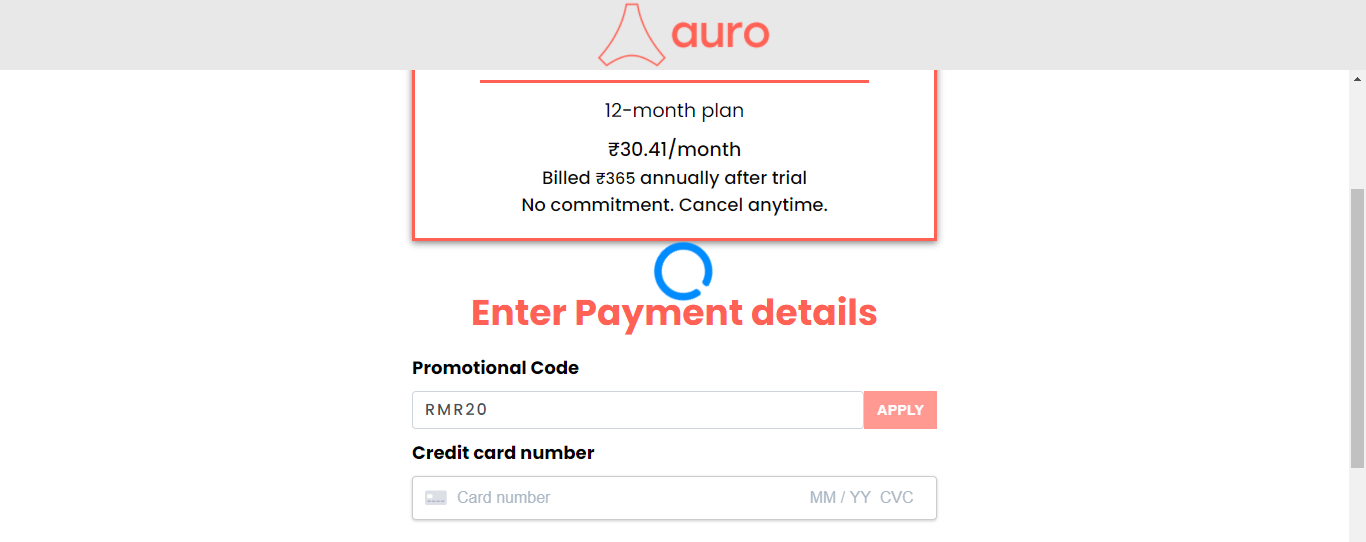 auro
12-month plan
₹30.41/month
Billed ₹365 annually after trial
No commitment. Cancel anytime.
Enter Payment details
Promotional Code
RMR20 APPLY
Credit card number
Card number MM / YY CVC